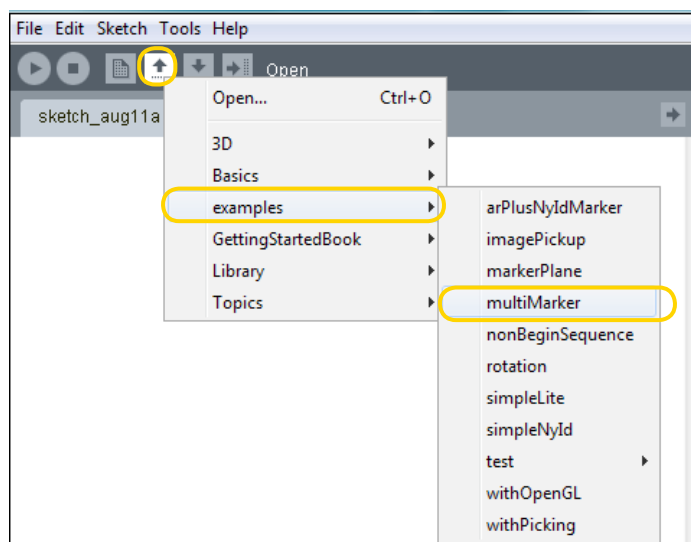 File Edit Sketch Tools Help
Open
sketch_aug11a
Open... Ctrl+O
3D
Basics
examples
GettingStartedBook
Library
Topics
arPlusNyIdMarker
imagePickup
markerPlane
multiMarker
nonBeginSequence
rotation
simpleLite
simpleNyId
test
withOpenGL
withPicking